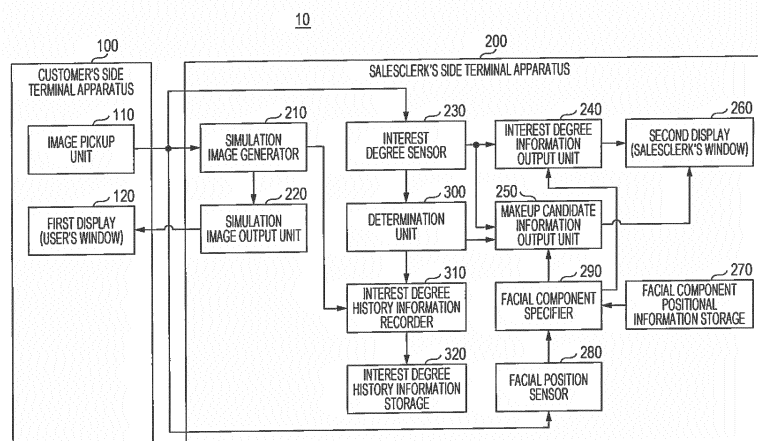 10
100
CUSTOMER'S SIDE
TERMINAL APPARATUS
200
SALESCLERK'S SIDE TERMINAL APPARATUS
110
IMAGE PICKUP
UNIT
210
SIMULATION
IMAGE GENERATOR
230
INTEREST
DEGREE SENSOR
240
INTEREST DEGREE
INFORMATION
OUTPUT UNIT
260
SECOND DISPLAY
(SALESCLERK'S WINDOW)
120
FIRST DISPLAY
(USER'S WINDOW)
220
SIMULATION
IMAGE OUTPUT UNIT
300
DETERMINATION
UNIT
250
MAKEUP CANDIDATE
INFORMATION
OUTPUT UNIT
310
INTEREST DEGREE
HISTORY INFORMATION
RECORDER
290
FACIAL COMPONENT
SPECIFIER
270
FACIAL COMPONENT
POSITIONAL
INFORMATION STORAGE
320
INTEREST DEGREE
HISTORY INFORMATION
STORAGE
280
FACIAL POSITION
SENSOR